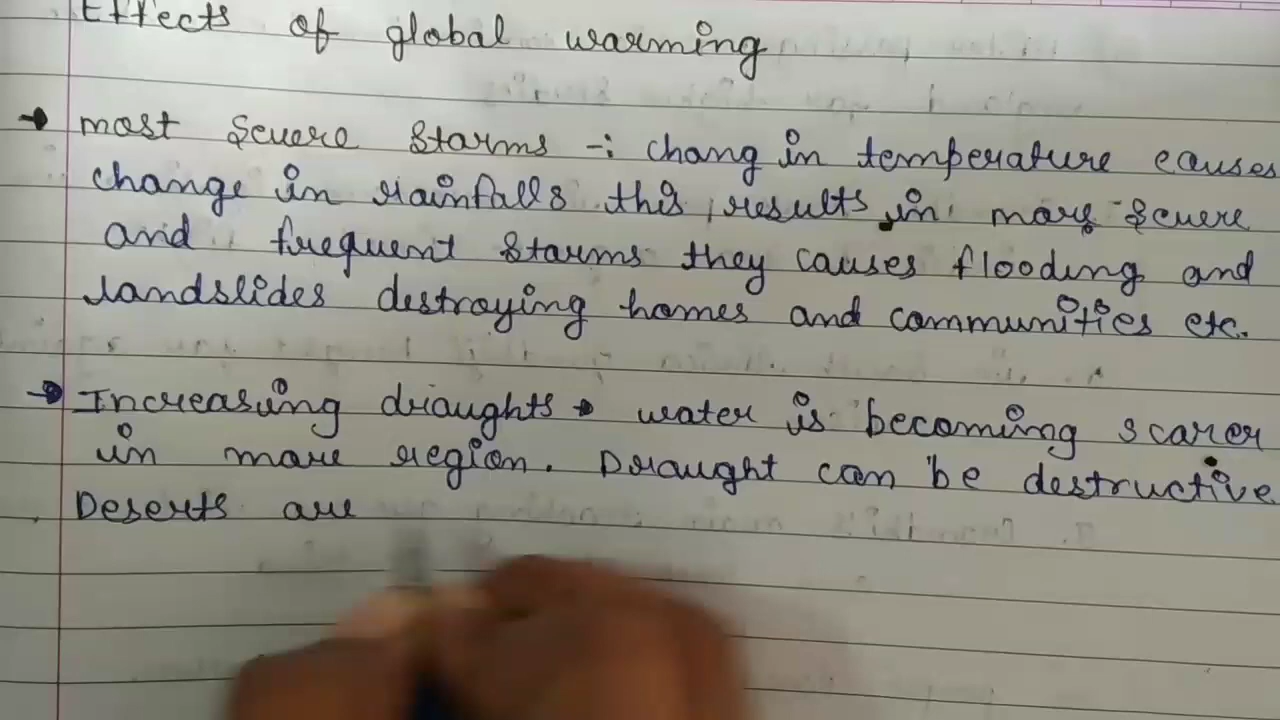 Effects of global warming
→ most Severe Storms -: chang in temperature causes
change in rainfalls this results in more severe
and frequent storms they causes flooding and
landslides destroying homes and communities etc.
→ Increasing draughts → water is becoming scarer
in more region. Draught can be destructive
Deserts are